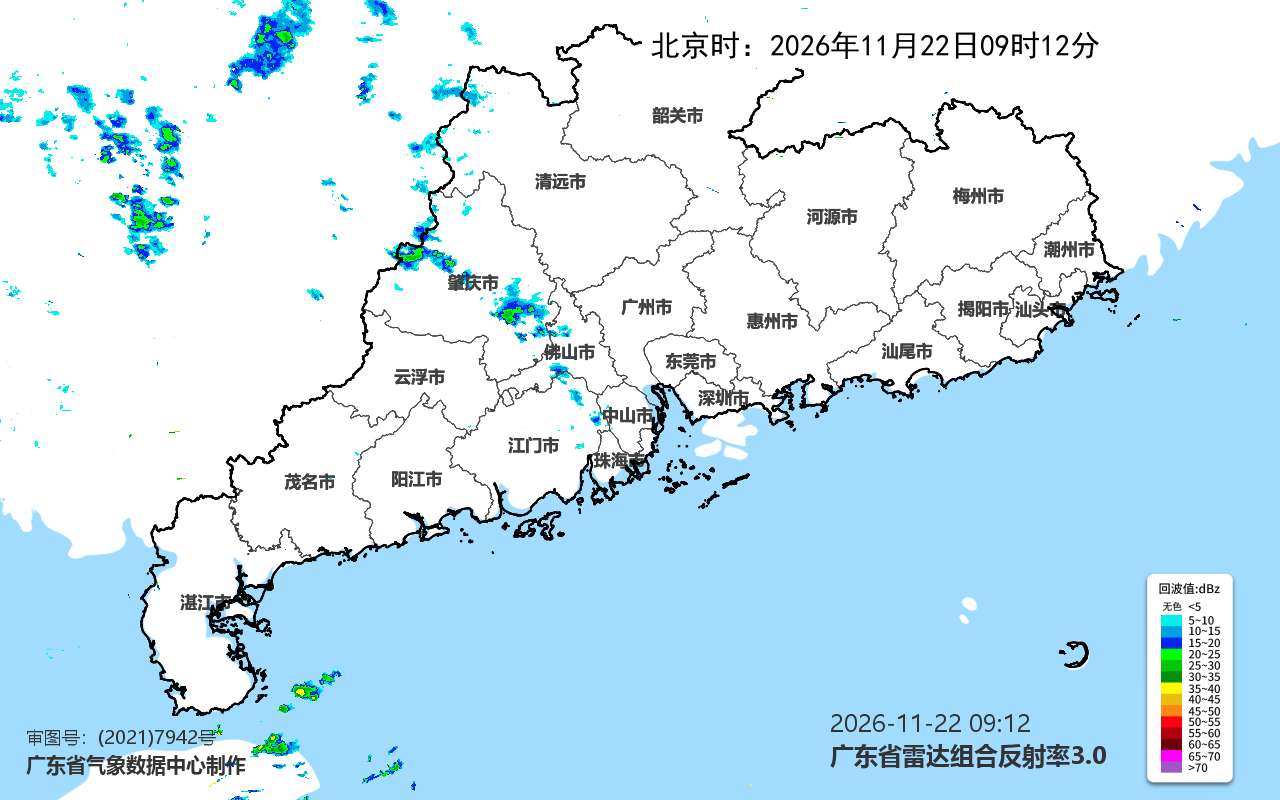 北京时：2026年11月22日09时12分
韶关市
清远市
梅州市
河源市
潮州市
肇庆市
广州市
惠州市
揭阳市
汕头市
佛山市
东莞市
汕尾市
云浮市
深圳市
中山市
江门市
珠海市
茂名市
阳江市
湛江市
回波值:dBz
无色 <5
5~10
10~15
15~20
20~25
25~30
30~35
35~40
40~45
45~50
50~55
55~60
60~65
65~70
>70
2026-11-22 09:12
广东省雷达组合反射率3.0
审图号：(2021)7942号
广东省气象数据中心制作